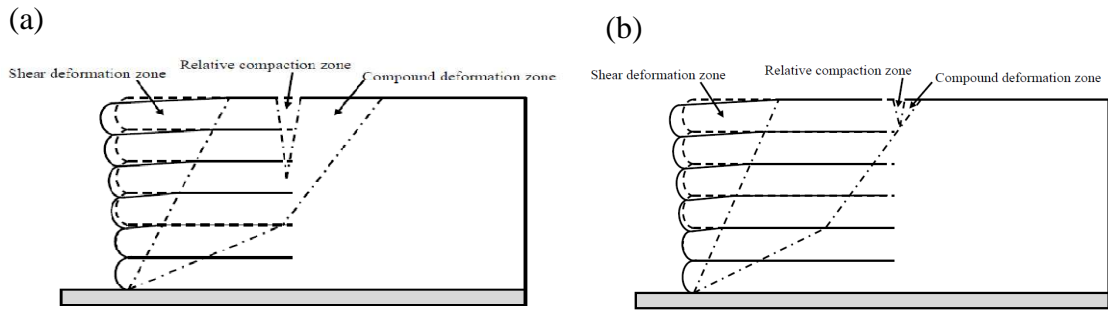 (a)
Relative compaction zone
Shear deformation zone
Compound deformation zone
(b)
Relative compaction zone
Shear deformation zone
Compound deformation zone